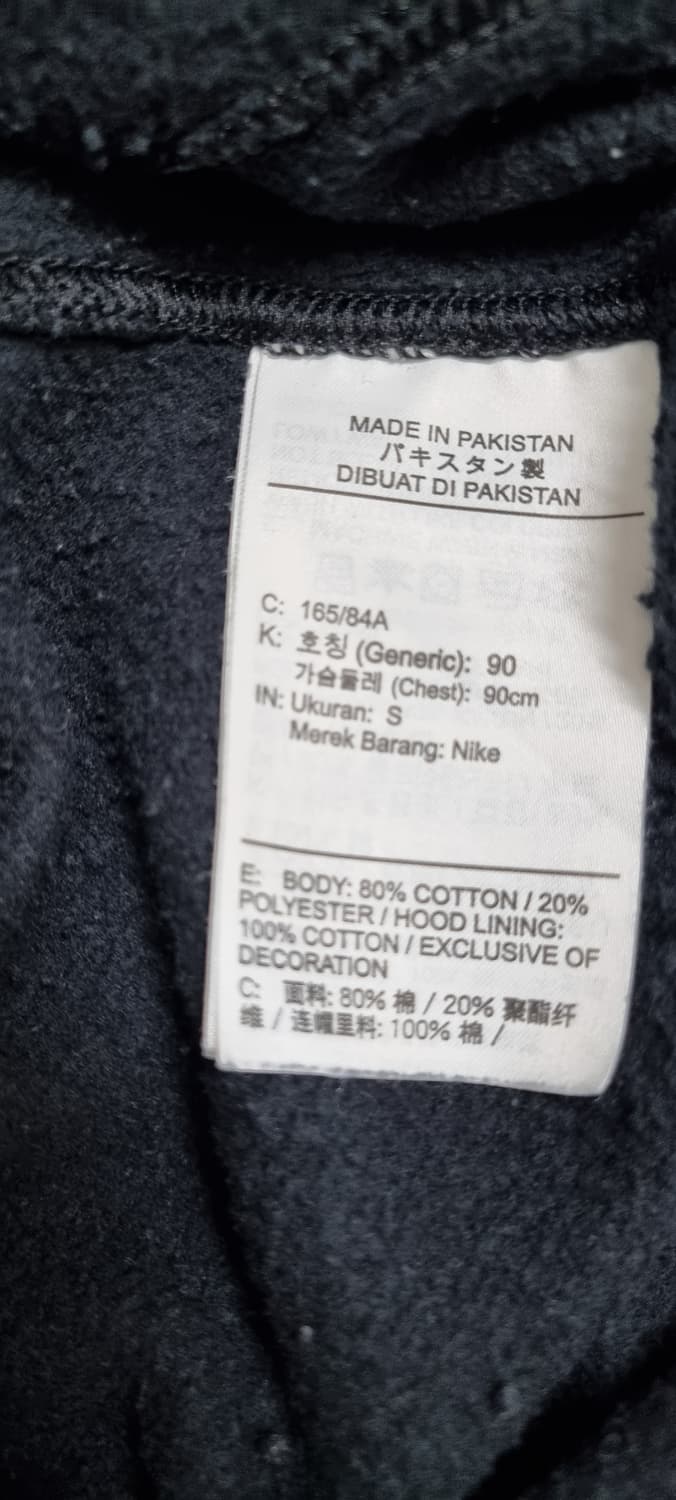 MADE IN PAKISTAN
パキスタン製
DIBUAT DI PAKISTAN
C: 165/84A
K: 호칭 (Generic): 90
가슴둘레 (Chest): 90cm
IN: Ukuran: S
Merek Barang: Nike
E: BODY: 80% COTTON / 20%
POLYESTER / HOOD LINING:
100% COTTON / EXCLUSIVE OF
DECORATION
C: 面料: 80% 棉 / 20% 聚酯纤
维 / 连帽里料: 100% 棉 /